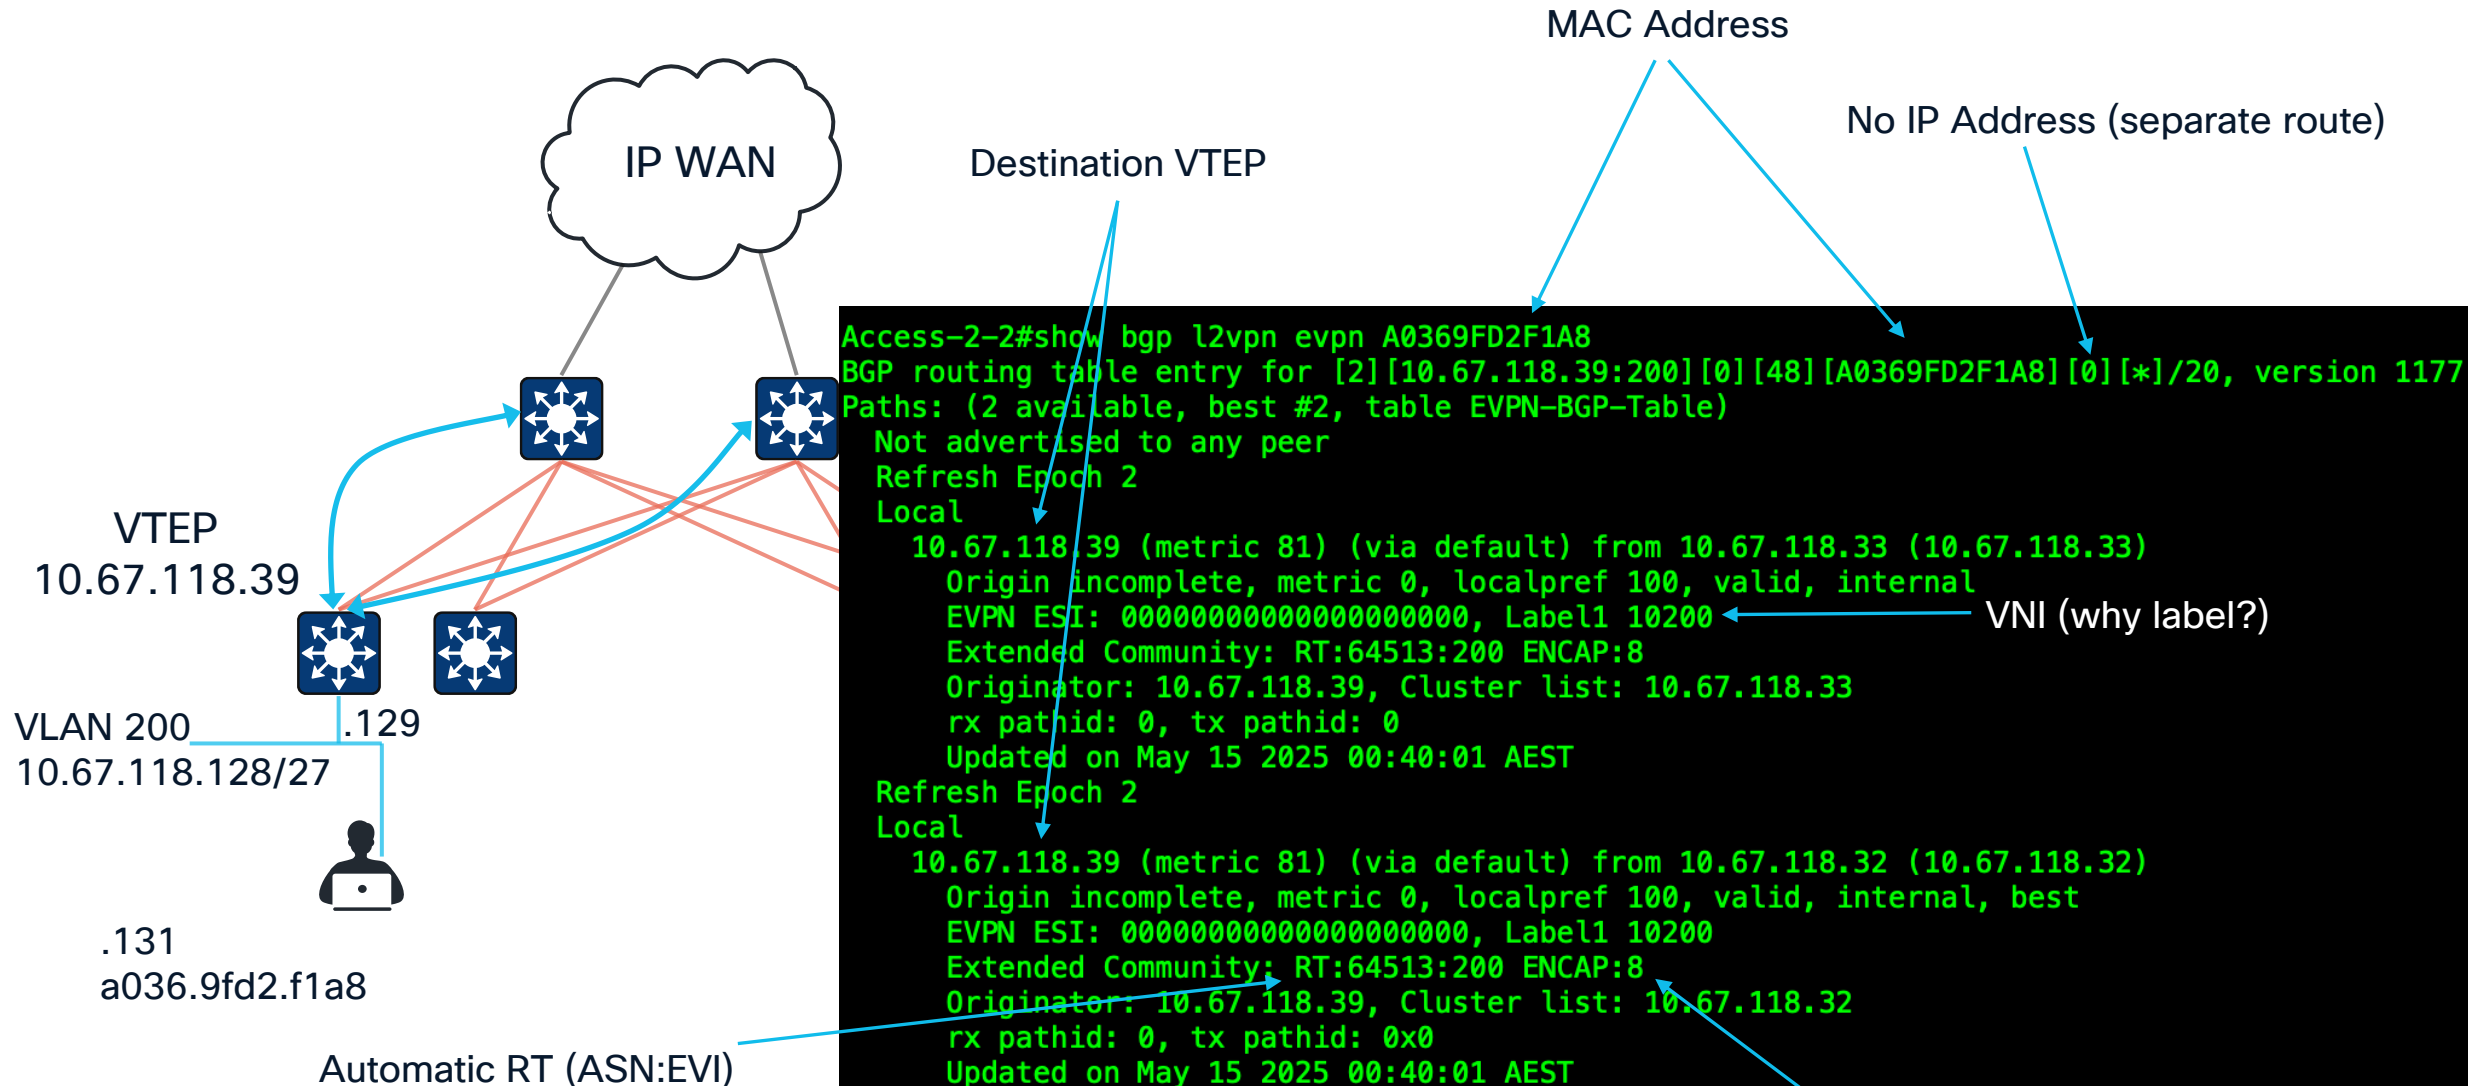 MAC Address
No IP Address (separate route)
Destination VTEP
IP WAN
VTEP
10.67.118.39
VLAN 200
.129
10.67.118.128/27
.131
a036.9fd2.f1a8
Automatic RT (ASN:EVI)
Access-2-2#show bgp l2vpn evpn A0369FD2F1A8
BGP routing table entry for [2][10.67.118.39:200][0][48][A0369FD2F1A8][0][*]/20, version 1177
Paths: (2 available, best #2, table EVPN-BGP-Table)
Not advertised to any peer
Refresh Epoch 2
Local
10.67.118.39 (metric 81) (via default) from 10.67.118.33 (10.67.118.33)
Origin incomplete, metric 0, localpref 100, valid, internal
EVPN ESI: 00000000000000000000, Label1 10200
VNI (why label?)
Extended Community: RT:64513:200 ENCAP:8
Originator: 10.67.118.39, Cluster list: 10.67.118.33
rx pathid: 0, tx pathid: 0
Updated on May 15 2025 00:40:01 AEST
Refresh Epoch 2
Local
10.67.118.39 (metric 81) (via default) from 10.67.118.32 (10.67.118.32)
Origin incomplete, metric 0, localpref 100, valid, internal, best
EVPN ESI: 00000000000000000000, Label1 10200
Extended Community: RT:64513:200 ENCAP:8
Originator: 10.67.118.39, Cluster list: 10.67.118.32
rx pathid: 0, tx pathid: 0x0
Updated on May 15 2025 00:40:01 AEST